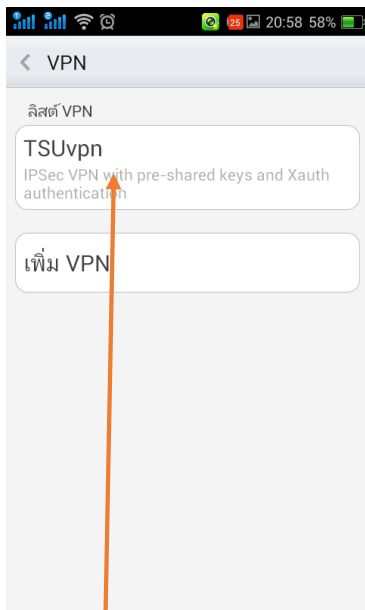 25 20:58 58%
VPN
ลิสต์ VPN
TSUvpn
IPSec VPN with pre-shared keys and Xauth
authentication
เพิ่ม VPN